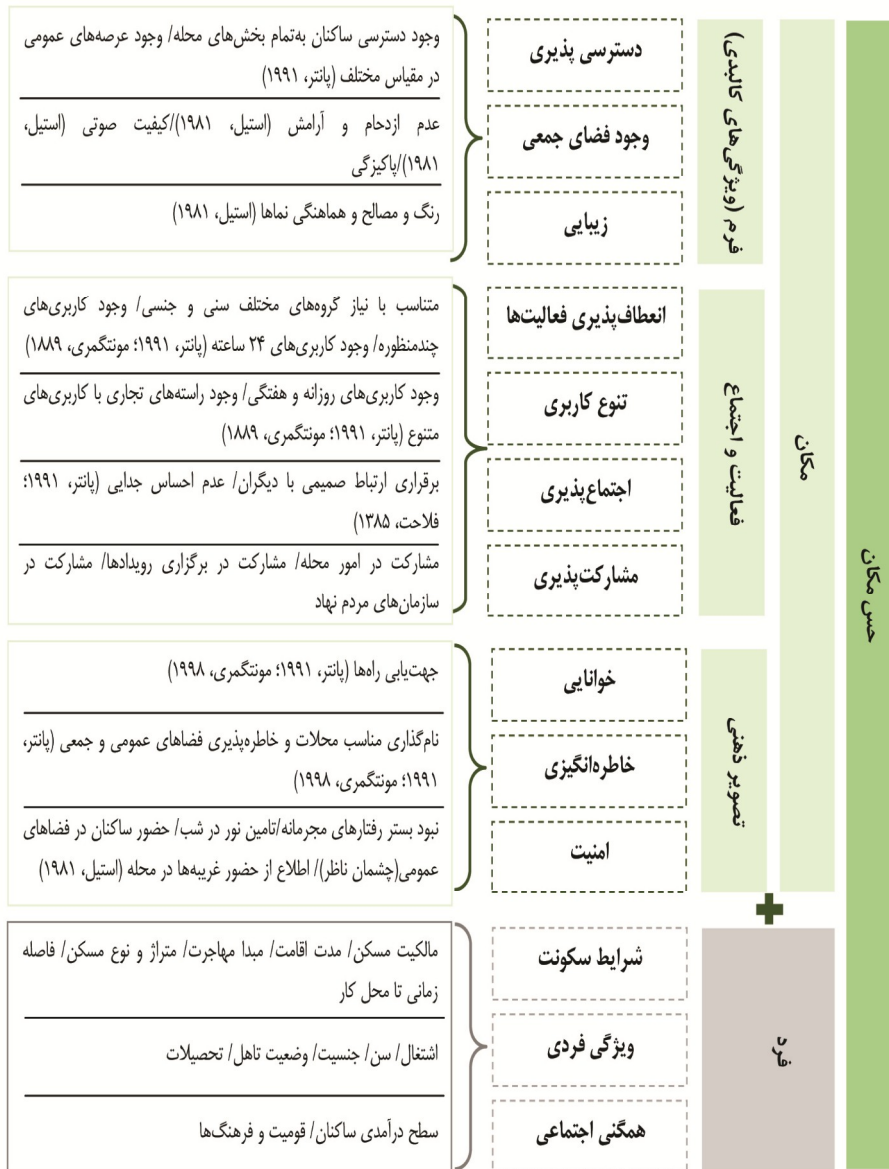 حس مکان
مکان
فرم (ویژگی‌های کالبدی)
دسترسی پذیری
وجود فضای جمعی
زیبایی
وجود دسترسی ساکنان به‌تمام بخش‌های محله/ وجود عرصه‌های عمومی
در مقیاس مختلف (پانتر، ۱۹۹۱)
عدم ازدحام و آرامش (استیل، ۱۹۸۱)/کیفیت صوتی (استیل،
۱۹۸۱)/پاکیزگی
رنگ و مصالح و هماهنگی نماها (استیل، ۱۹۸۱)
فعالیت و اجتماع
انعطاف‌پذیری فعالیت‌ها
تنوع کاربری
اجتماع‌پذیری
مشارکت‌پذیری
متناسب با نیاز گروه‌های مختلف سنی و جنسی/ وجود کاربری‌های
چندمنظوره/ وجود کاربری‌های ۲۴ ساعته (پانتر، ۱۹۹۱؛ مونتگمری، ۱۸۸۹)
وجود کاربری‌های روزانه و هفتگی/ وجود راسته‌های تجاری با کاربری‌های
متنوع (پانتر، ۱۹۹۱؛ مونتگمری، ۱۸۸۹)
برقراری ارتباط صمیمی با دیگران/ عدم احساس جدایی (پانتر، ۱۹۹۱؛
فلاحت، ۱۳۸۵)
مشارکت در امور محله/ مشارکت در برگزاری رویدادها/ مشارکت در
سازمان‌های مردم نهاد
تصویر ذهنی
خوانایی
خاطره‌انگیزی
امنیت
جهت‌یابی راه‌ها (پانتر، ۱۹۹۱؛ مونتگمری، ۱۹۹۸)
نام‌گذاری مناسب محلات و خاطره‌پذیری فضاهای عمومی و جمعی (پانتر،
۱۹۹۱؛ مونتگمری، ۱۹۹۸)
نبود بستر رفتارهای مجرمانه/تامین نور در شب/ حضور ساکنان در فضاهای
عمومی(چشمان ناظر)/ اطلاع از حضور غریبه‌ها در محله (استیل، ۱۹۸۱)
فرد
شرایط سکونت
ویژگی فردی
همگنی اجتماعی
مالکیت مسکن/ مدت اقامت/ مبدا مهاجرت/ متراژ و نوع مسکن/ فاصله
زمانی تا محل کار
اشتغال/ سن/ جنسیت/ وضعیت تاهل/ تحصیلات
سطح درآمدی ساکنان/ قومیت و فرهنگ‌ها